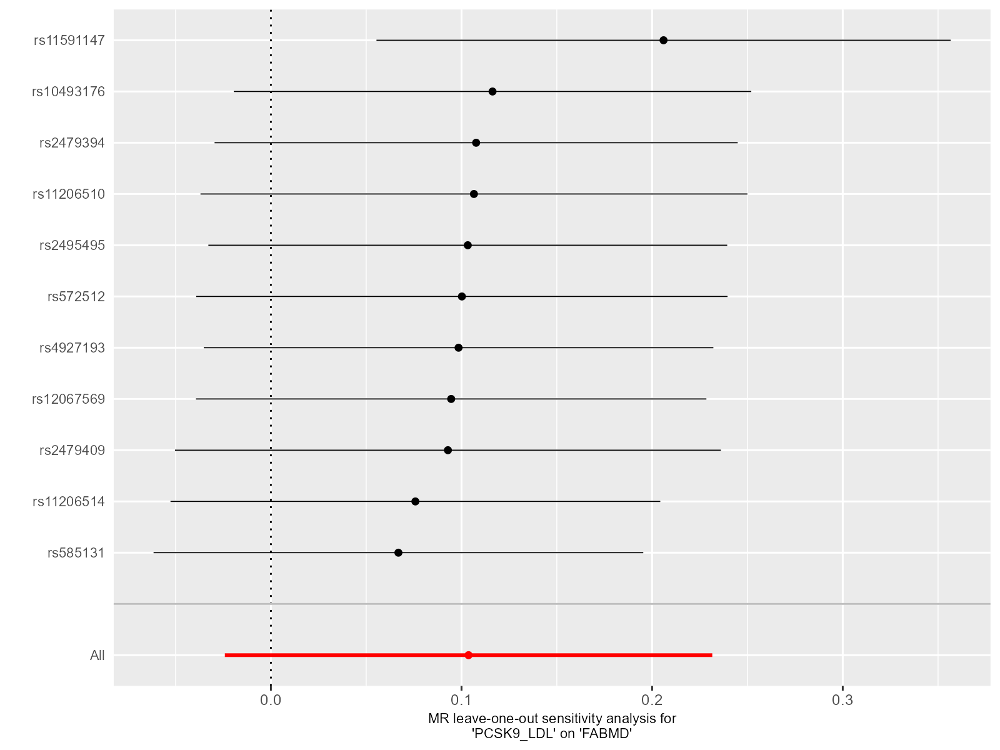 rs11591147
rs10493176
rs2479394
rs11206510
rs2495495
rs572512
rs4927193
rs12067569
rs2479409
rs11206514
rs585131
All
0.0 0.1 0.2 0.3
MR leave-one-out sensitivity analysis for
'PCSK9_LDL' on 'FABMD'